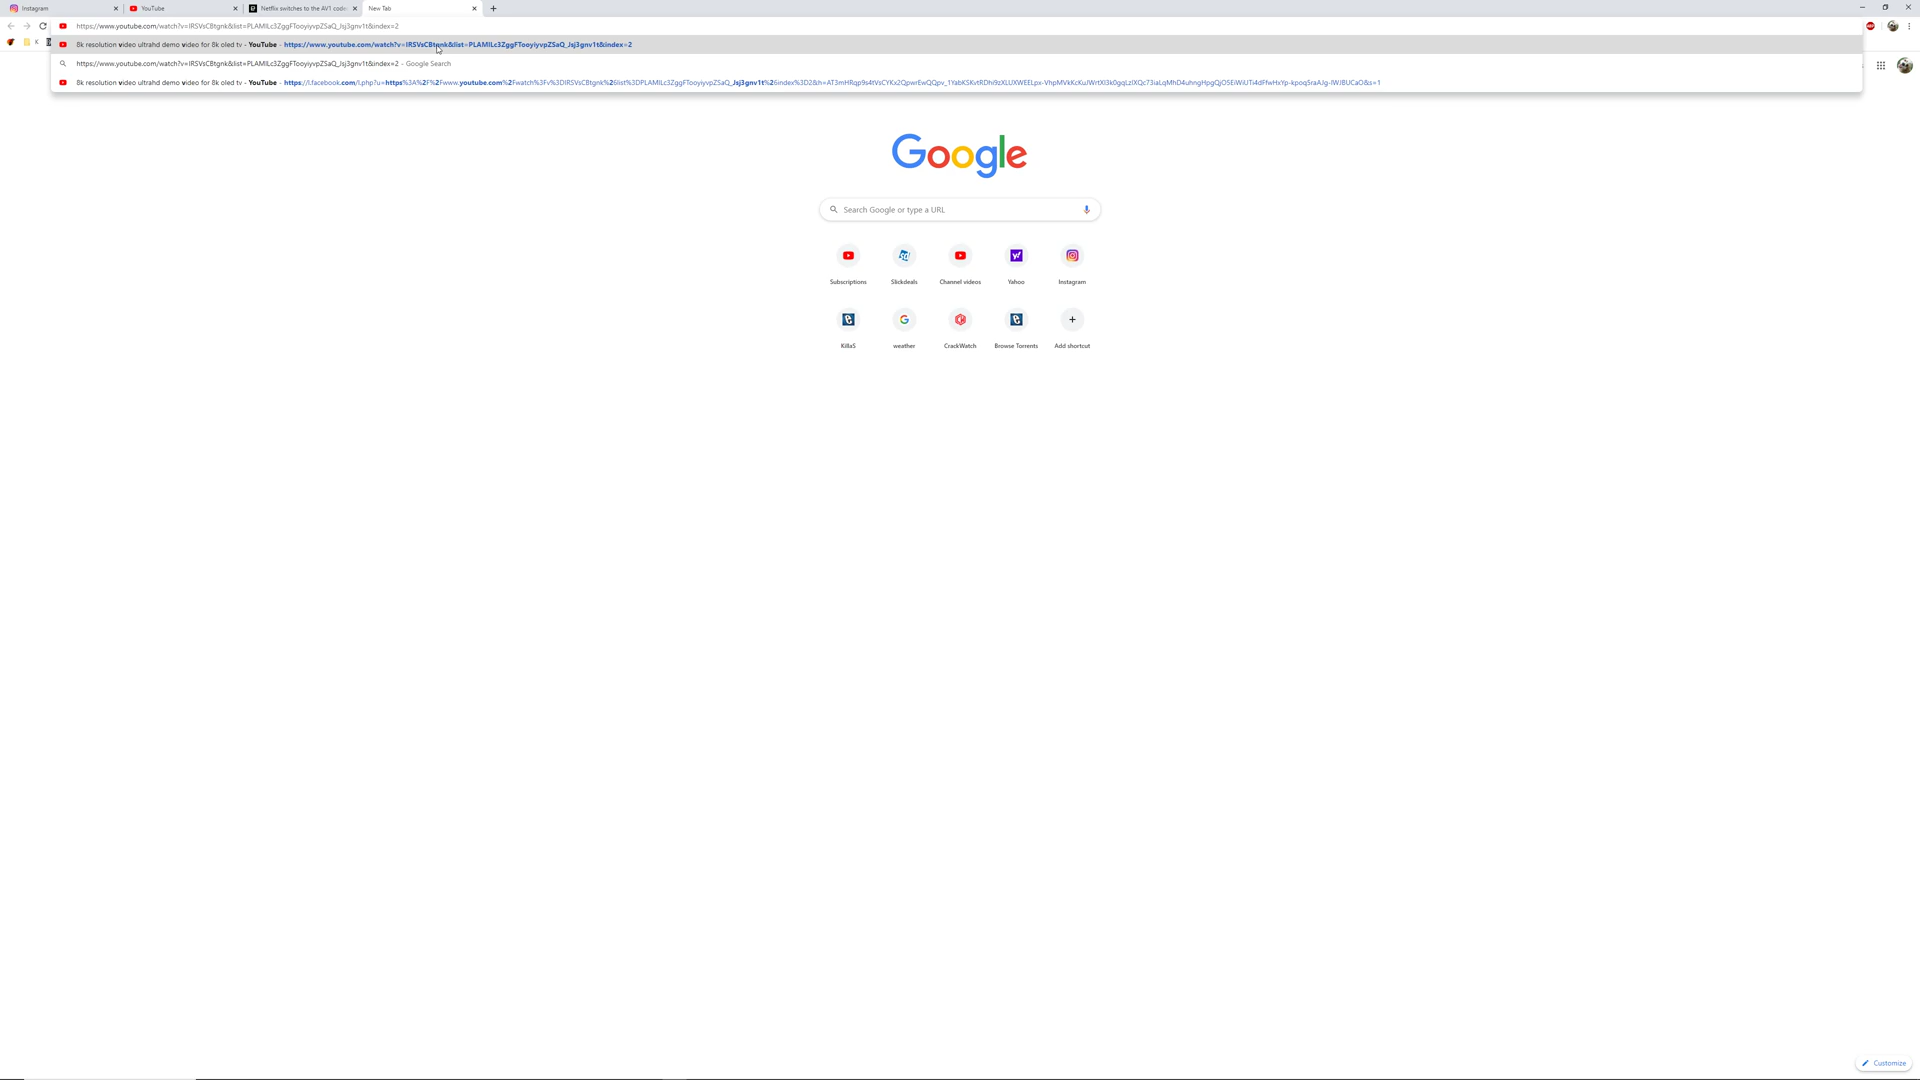 Instagram YouTube Netflix switches to the AV1 code New Tab
https://www.youtube.com/watch?v=IRSVsCBtgnk&list=PLAMILc3ZggFTooyiyvpZSaQ_Jsj3gnv1t&index=2
8k resolution video ultrahd demo video for 8k oled tv - YouTube - https://www.youtube.com/watch?v=IRSVsCBtgnk&list=PLAMILc3ZggFTooyiyvpZSaQ_Jsj3gnv1t&index=2
https://www.youtube.com/watch?v=IRSVsCBtgnk&list=PLAMILc3ZggFTooyiyvpZSaQ_Jsj3gnv1t&index=2 - Google Search
8k resolution video ultrahd demo video for 8k oled tv - YouTube -
Google
Search Google or type a URL
Subscriptions Slickdeals Channel videos Yahoo Instagram
KillaS weather CrackWatch Browse Torrents Add shortcut
Customize